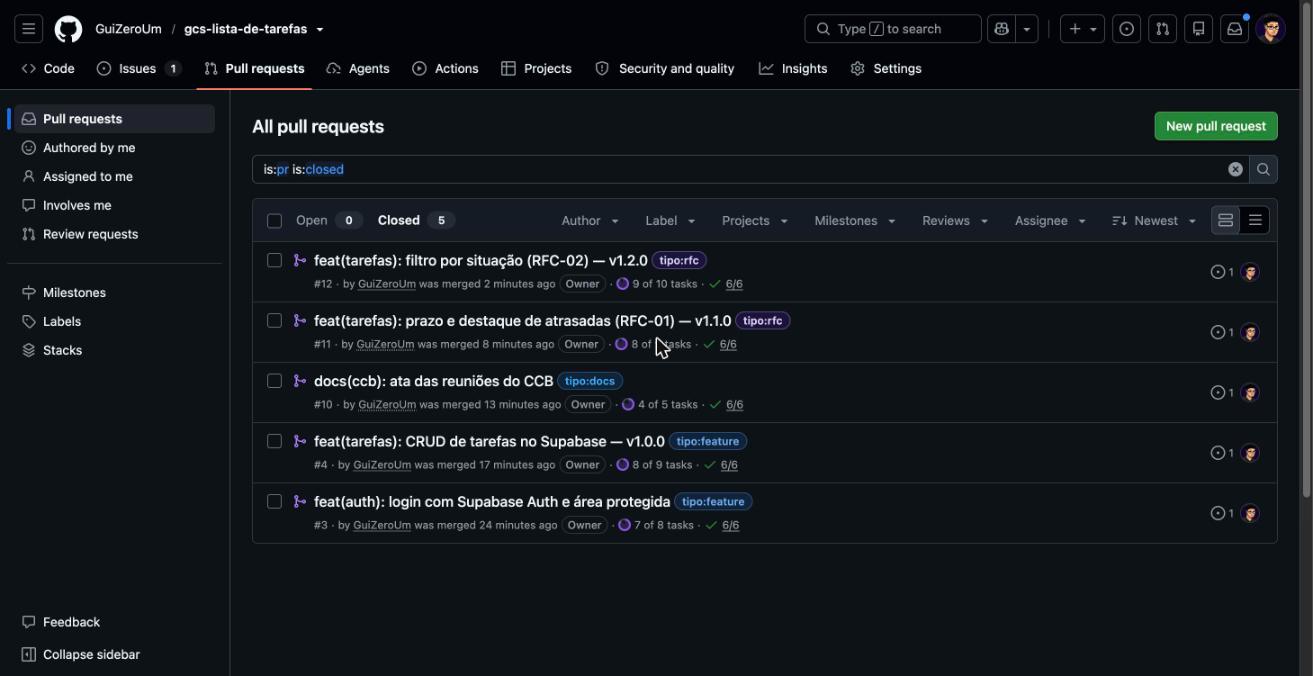 GuiZeroUm / gcs-lista-de-tarefas
Type / to search
Code
Issues 1
Pull requests
Agents
Actions
Projects
Security and quality
Insights
Settings
Pull requests
Authored by me
Assigned to me
Involves me
Review requests
Milestones
Labels
Stacks
Feedback
Collapse sidebar
All pull requests
New pull request
is:pr is:closed
Open 0 Closed 5 Author Label Projects Milestones Reviews Assignee Newest
feat(tarefas): filtro por situação (RFC-02) — v1.2.0 tipo:rfc
#12 · by GuiZeroUm was merged 2 minutes ago Owner · 9 of 10 tasks · 6/6
1
feat(tarefas): prazo e destaque de atrasadas (RFC-01) — v1.1.0 tipo:rfc
#11 · by GuiZeroUm was merged 8 minutes ago Owner · 8 of tasks · 6/6
1
docs(ccb): ata das reuniões do CCB tipo:docs
#10 · by GuiZeroUm was merged 13 minutes ago Owner · 4 of 5 tasks · 6/6
1
feat(tarefas): CRUD de tarefas no Supabase — v1.0.0 tipo:feature
#4 · by GuiZeroUm was merged 17 minutes ago Owner · 8 of 9 tasks · 6/6
1
feat(auth): login com Supabase Auth e área protegida tipo:feature
#3 · by GuiZeroUm was merged 24 minutes ago Owner · 7 of 8 tasks · 6/6
1